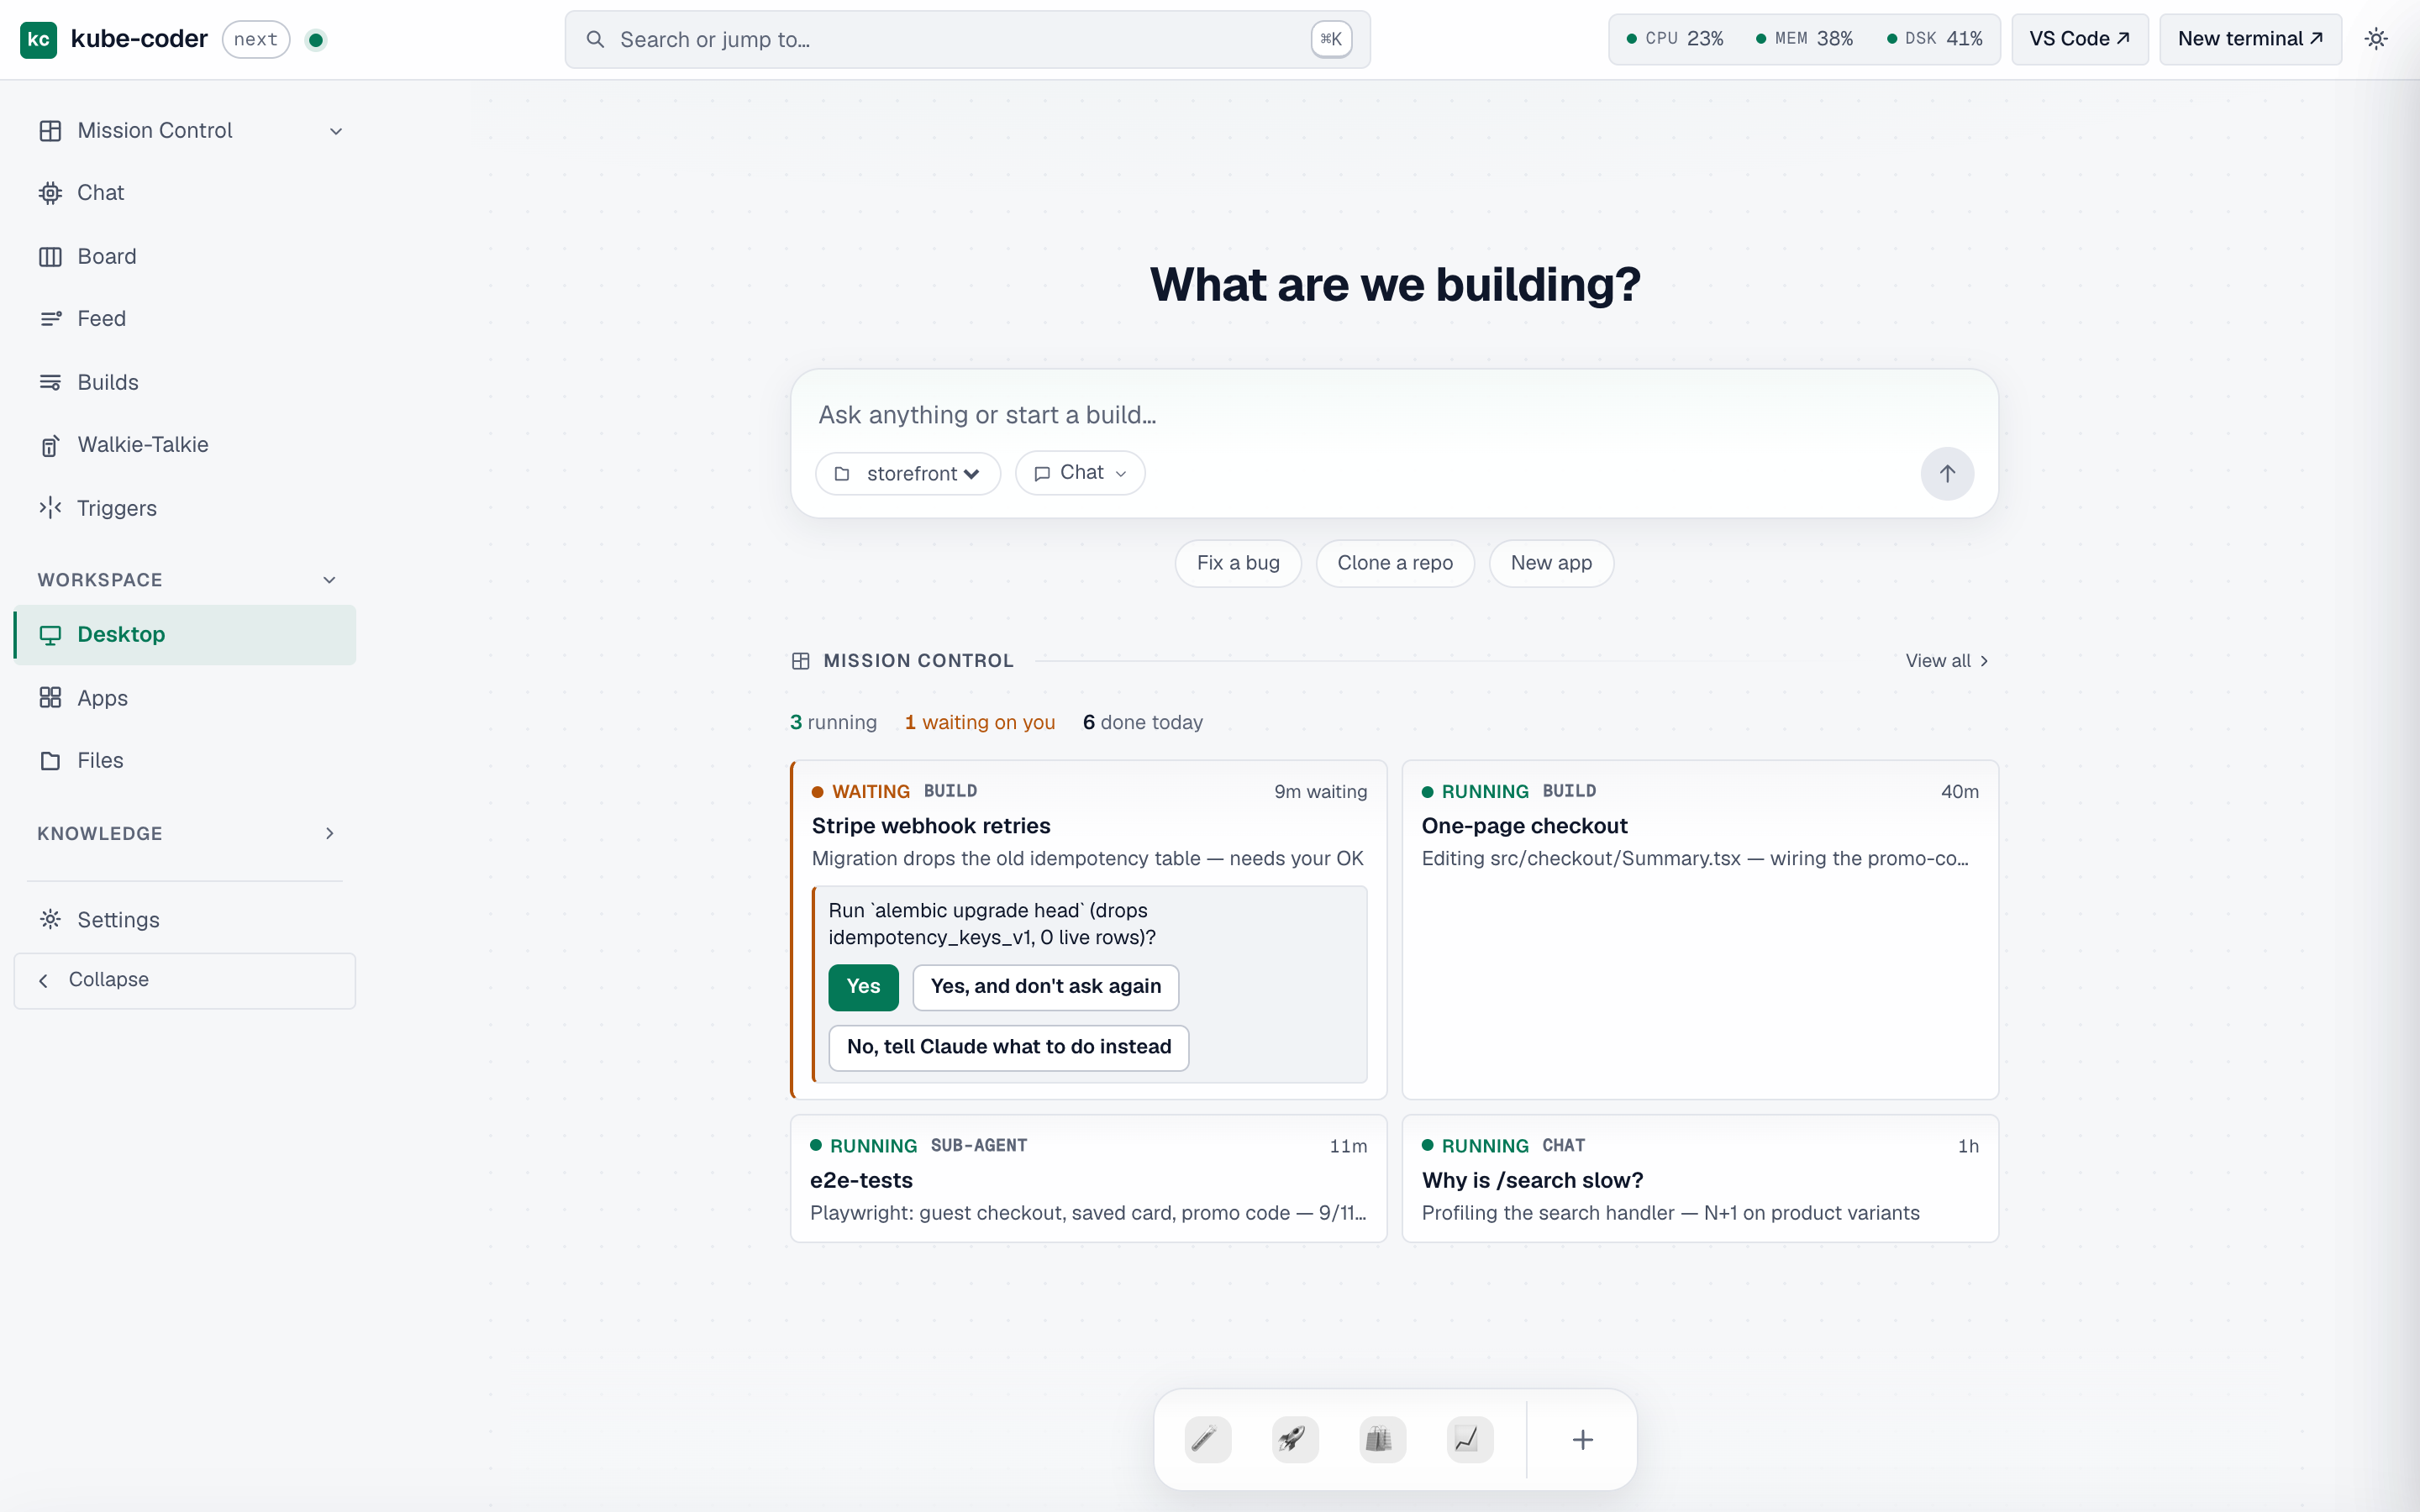 kc kube-coder next
Search or jump to... ⌘K
CPU 23% MEM 38% DSK 41%
VS Code ↗
New terminal ↗
Mission Control
Chat
Board
Feed
Builds
Walkie-Talkie
Triggers
WORKSPACE
Desktop
Apps
Files
KNOWLEDGE
Settings
Collapse
What are we building?
Ask anything or start a build...
storefront
Chat
Fix a bug
Clone a repo
New app
MISSION CONTROL
View all
3 running 1 waiting on you 6 done today
WAITING BUILD 9m waiting
Stripe webhook retries
Migration drops the old idempotency table — needs your OK
Run `alembic upgrade head` (drops
idempotency_keys_v1, 0 live rows)?
Yes
Yes, and don't ask again
No, tell Claude what to do instead
RUNNING BUILD 40m
One-page checkout
Editing src/checkout/Summary.tsx — wiring the promo-co...
RUNNING SUB-AGENT 11m
e2e-tests
Playwright: guest checkout, saved card, promo code — 9/11...
RUNNING CHAT 1h
Why is /search slow?
Profiling the search handler — N+1 on product variants